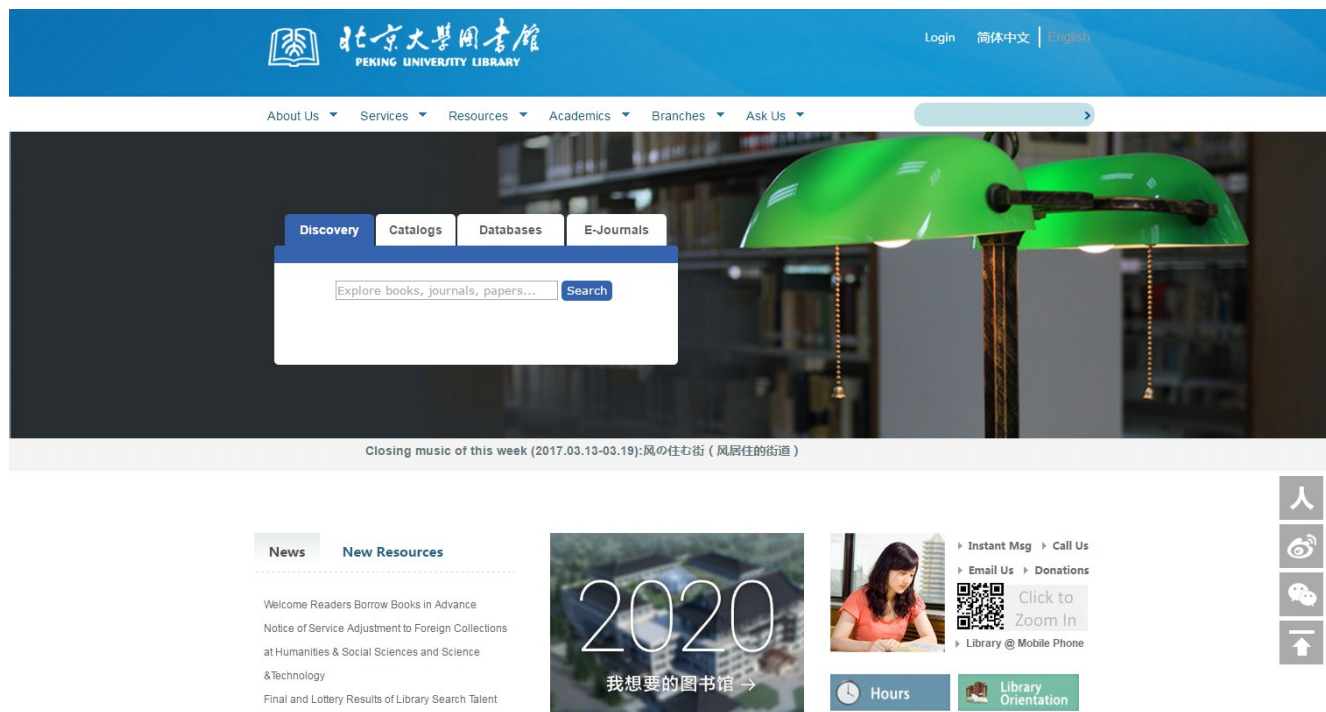 北京大学图书馆
PEKING UNIVERSITY LIBRARY
Login 简体中文 English
About Us Services Resources Academics Branches Ask Us
Discovery Catalogs Databases E-Journals
Explore books, journals, papers... Search
Closing music of this week (2017.03.13-03.19):风の住む街 ( 风居住的街道 )
人
News New Resources
Welcome Readers Borrow Books in Advance
Notice of Service Adjustment to Foreign Collections
at Humanities & Social Sciences and Science
&Technology
Final and Lottery Results of Library Search Talent
2020
我想要的图书馆 →
Instant Msg Call Us
Email Us Donations
Click to
Zoom In
Library @ Mobile Phone
Hours
Library
Orientation